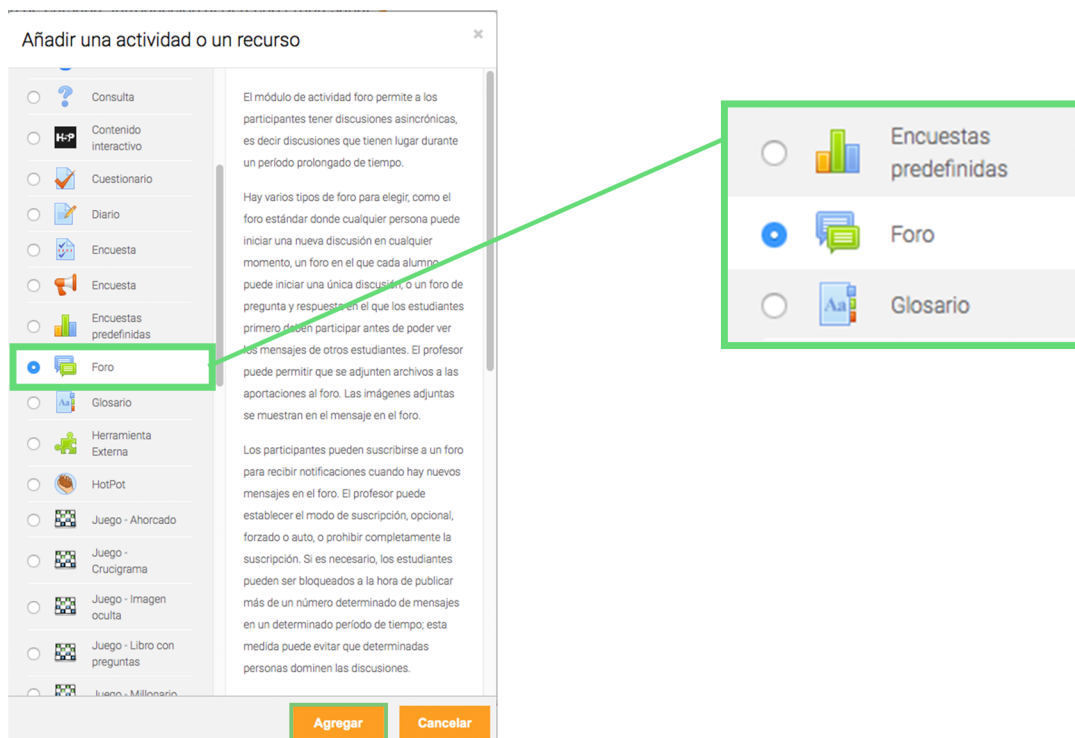 Añadir una actividad o un recurso
×
Consulta
H-P
Contenido
interactivo
Cuestionario
Diario
Encuesta
Encuesta
Encuestas
predefinidas
Foro
Aa
Glosario
Herramienta
Externa
HotPot
Juego - Ahorcado
Juego -
Crucigrama
Juego - Imagen
oculta
Juego - Libro con
preguntas
Juego - Millonario
El módulo de actividad foro permite a los
participantes tener discusiones asincrónicas,
es decir discusiones que tienen lugar durante
un período prolongado de tiempo.
Hay varios tipos de foro para elegir, como el
foro estándar donde cualquier persona puede
iniciar una nueva discusión en cualquier
momento, un foro en el que cada alumno
puede iniciar una única discusión, o un foro de
pregunta y respuesta en el que los estudiantes
primero deben participar antes de poder ver
los mensajes de otros estudiantes. El profesor
puede permitir que se adjunten archivos a las
aportaciones al foro. Las imágenes adjuntas
se muestran en el mensaje en el foro.
Los participantes pueden suscribirse a un foro
para recibir notificaciones cuando hay nuevos
mensajes en el foro. El profesor puede
establecer el modo de suscripción, opcional,
forzado o auto, o prohibir completamente la
suscripción. Si es necesario, los estudiantes
pueden ser bloqueados a la hora de publicar
más de un número determinado de mensajes
en un determinado período de tiempo; esta
medida puede evitar que determinadas
personas dominen las discusiones.
Agregar
Cancelar
Encuestas
predefinidas
Foro
Aa
Glosario